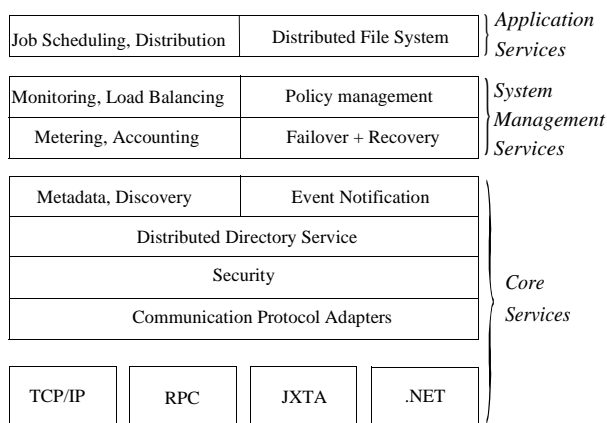 Job Scheduling, Distribution
Distributed File System
Application
Services
Monitoring, Load Balancing
Policy management
Metering, Accounting
Failover + Recovery
System
Management
Services
Metadata, Discovery
Event Notification
Distributed Directory Service
Security
Communication Protocol Adapters
Core
Services
TCP/IP
RPC
JXTA
.NET